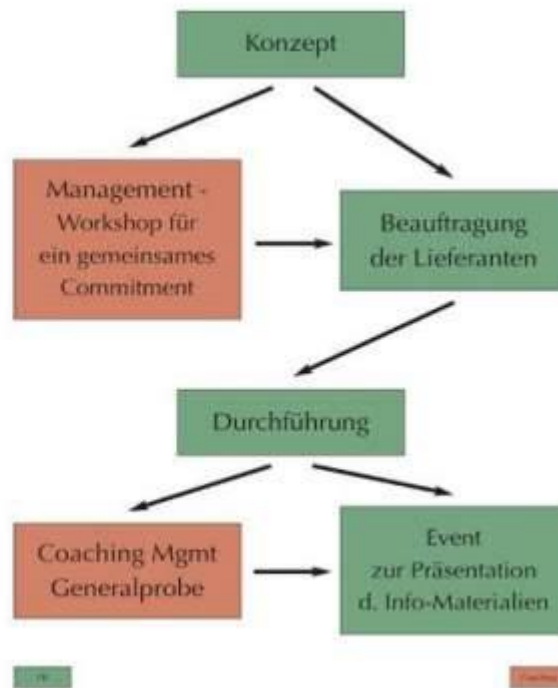 Konzept
Management -
Workshop für
ein gemeinsames
Commitment
Beauftragung
der Lieferanten
Durchführung
Coaching Mgmt
Generalprobe
Event
zur Präsentation
d. Info-Materialien